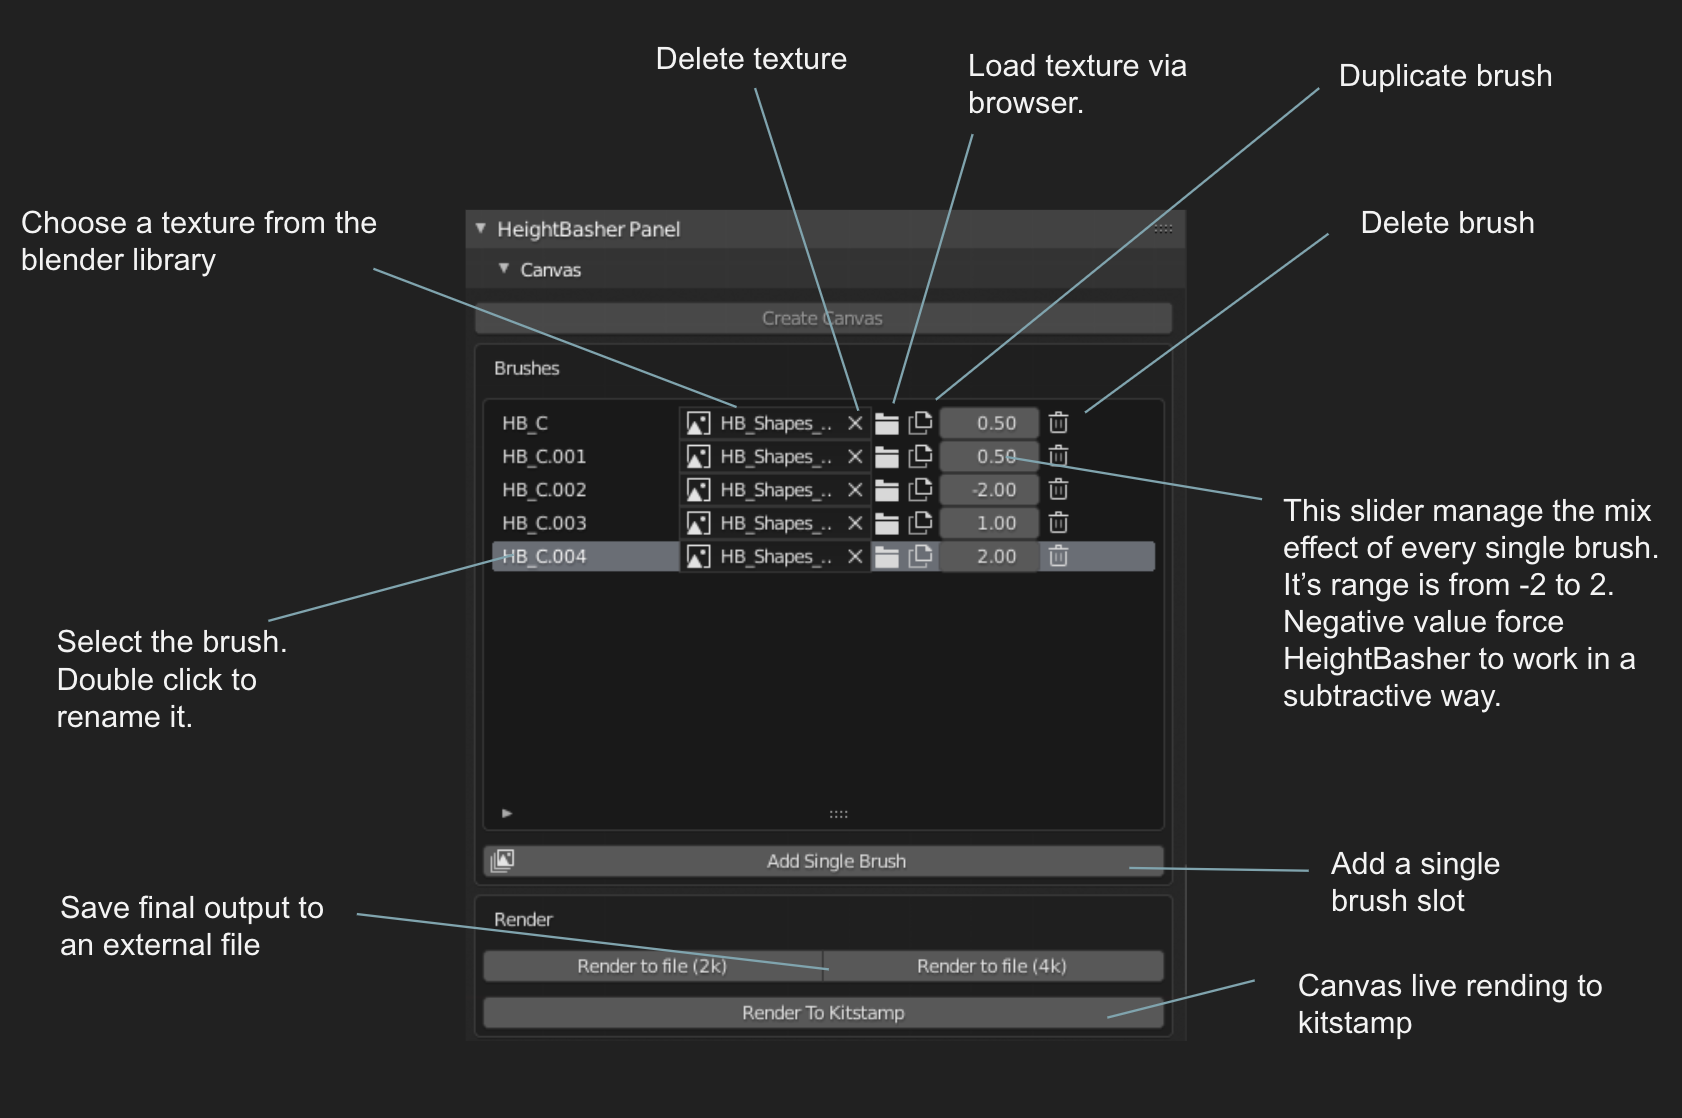 Delete texture
Load texture via
browser.
Duplicate brush
Choose a texture from the
blender library
Delete brush
HeightBasher Panel
Canvas
Create Canvas
Brushes
HB_C HB_Shapes_.. 0.50
HB_C.001 HB_Shapes_.. 0.50
HB_C.002 HB_Shapes_.. -2.00
HB_C.003 HB_Shapes_.. 1.00
HB_C.004 HB_Shapes_.. 2.00
This slider manage the mix
effect of every single brush.
It’s range is from -2 to 2.
Negative value force
HeightBasher to work in a
subtractive way.
Select the brush.
Double click to
rename it.
Add Single Brush
Add a single
brush slot
Save final output to
an external file
Render
Render to file (2k) Render to file (4k)
Render To Kitstamp
Canvas live rending to
kitstamp